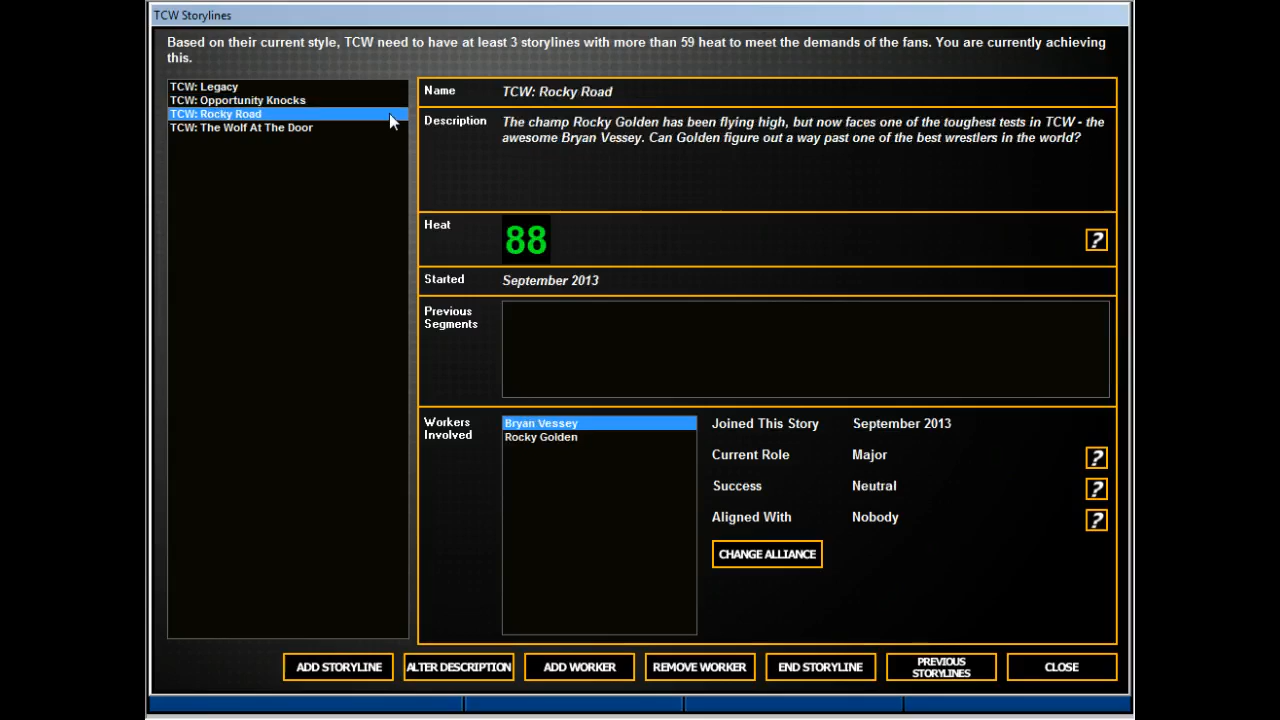 TCW Storylines
Based on their current style, TCW need to have at least 3 storylines with more than 59 heat to meet the demands of the fans. You are currently achieving
this.
TCW: Legacy
TCW: Opportunity Knocks
TCW: Rocky Road
TCW: The Wolf At The Door
Name TCW: Rocky Road
Description The champ Rocky Golden has been flying high, but now faces one of the toughest tests in TCW - the
awesome Bryan Vessey. Can Golden figure out a way past one of the best wrestlers in the world?
Heat 88 ?
Started September 2013
Previous
Segments
Workers
Involved
Bryan Vessey
Rocky Golden
Joined This Story September 2013
Current Role Major ?
Success Neutral ?
Aligned With Nobody ?
CHANGE ALLIANCE
ADD STORYLINE ALTER DESCRIPTION ADD WORKER REMOVE WORKER END STORYLINE PREVIOUS STORYLINES CLOSE